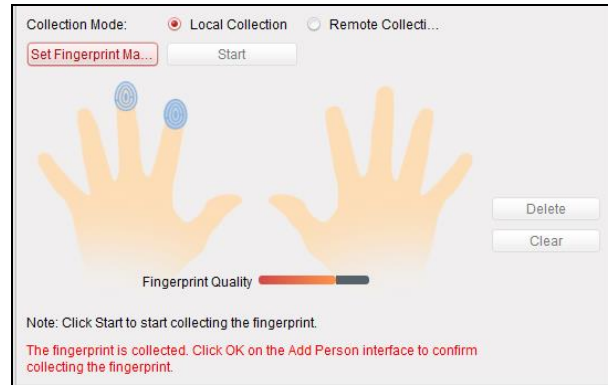 Collection Mode: Local Collection Remote Collecti...
Set Fingerprint Ma... Start
Delete
Clear
Fingerprint Quality
Note: Click Start to start collecting the fingerprint.
The fingerprint is collected. Click OK on the Add Person interface to confirm
collecting the fingerprint.